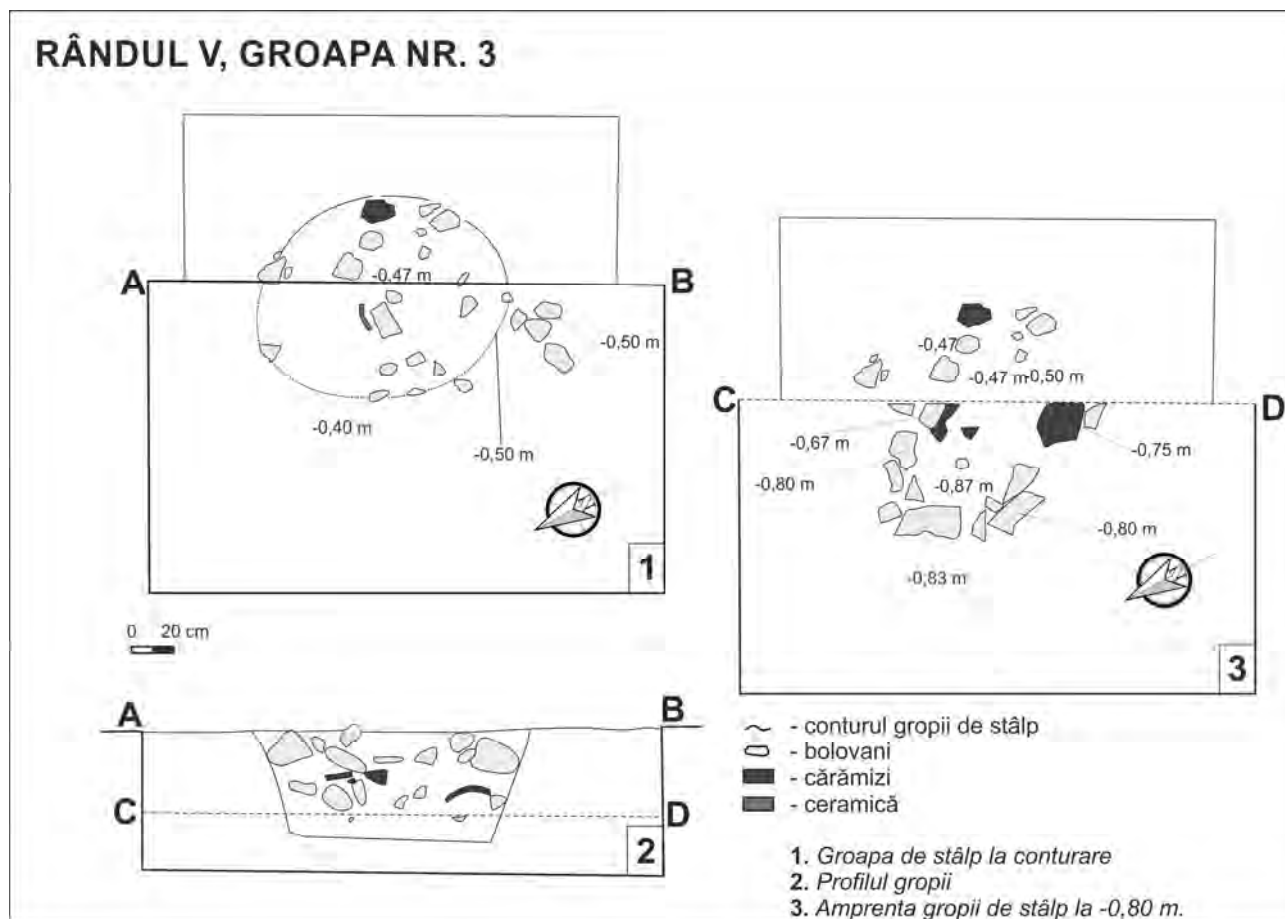 RÂNDUL V, GROAPA NR. 3
A
B
-0,47 m
-0,50 m
-0,40 m
-0,50 m
N
1
0 20 cm
C
D
-0,47
-0,47 m
-0,50 m
-0,67 m
-0,75 m
-0,80 m
-0,87 m
-0,80 m
-0,83 m
N
3
A
B
C
D
2
- conturul gropii de stâlp
- bolovani
- cărămizi
- ceramică
1. Groapa de stâlp la conturare
2. Profilul gropii
3. Amprenta gropii de stâlp la -0,80 m.